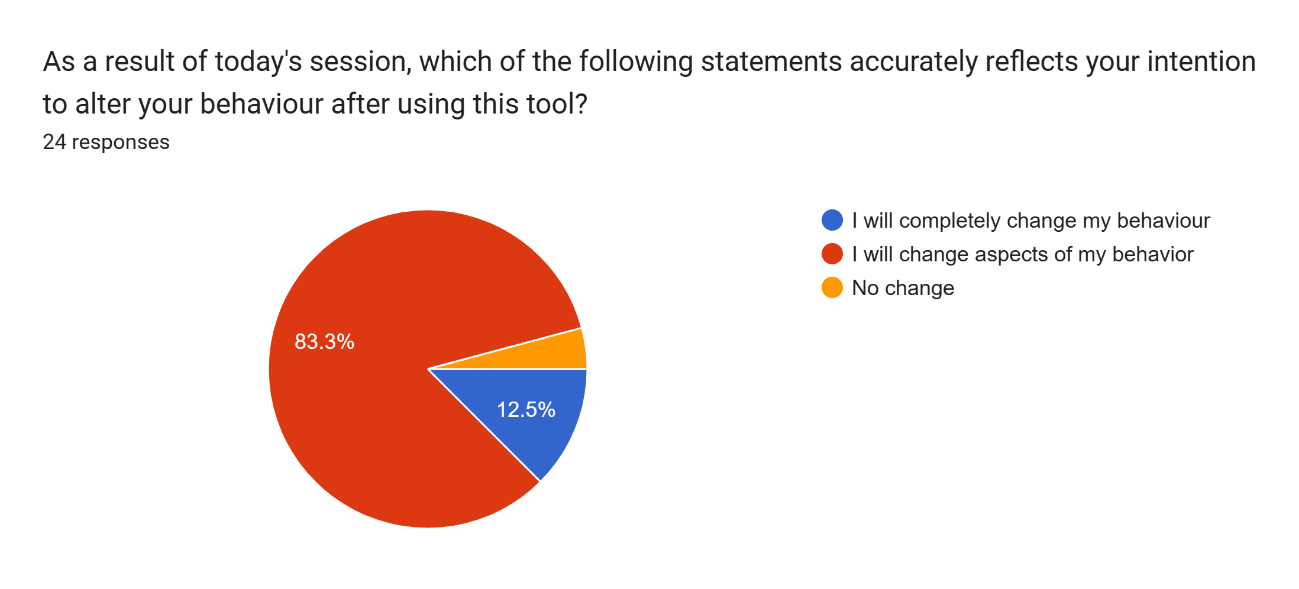 As a result of today's session, which of the following statements accurately reflects your intention
to alter your behaviour after using this tool?
24 responses
I will completely change my behaviour
I will change aspects of my behavior
No change
83.3%
12.5%